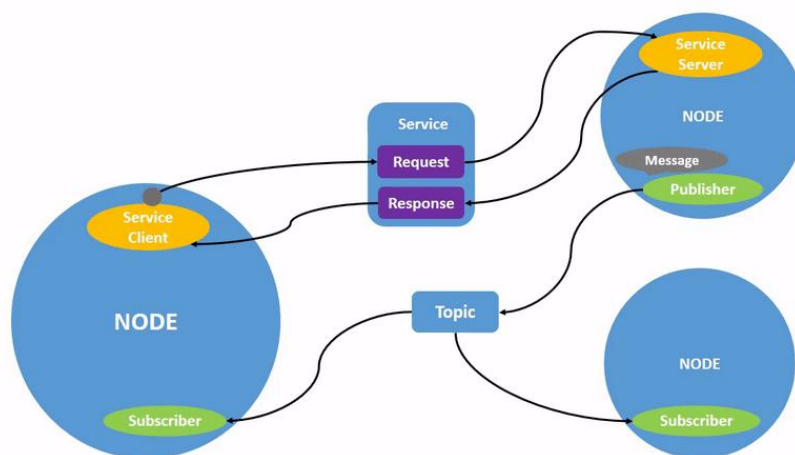 Service
Server
NODE
Message
Publisher
Service
Request
Response
Service
Client
NODE
Subscriber
Topic
NODE
Subscriber